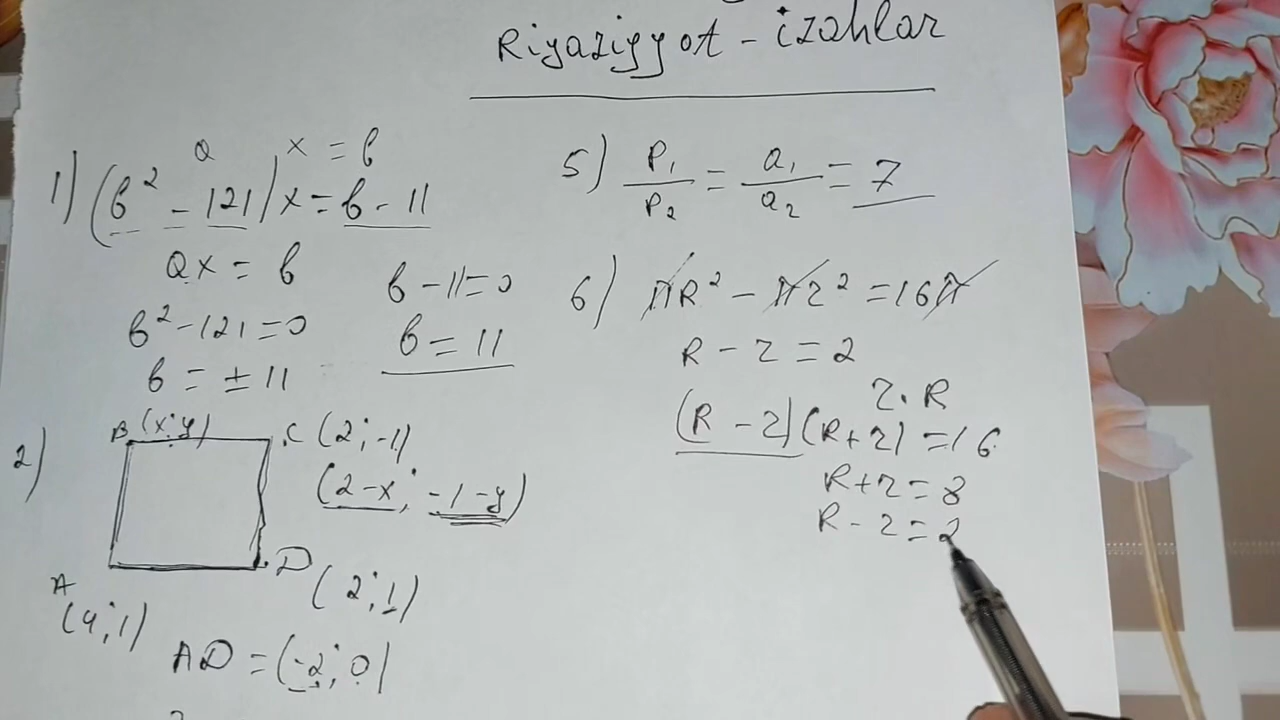 Riyaziyyat - izahlar
a x = b
1) (b² - 121)x = b - 11
ax = b
b² - 121 = 0
b = ± 11
b - 11 = 0
b = 11
2)
B (x;y)
C (2;-1)
(2-x; -1-y)
D (2;1)
A (4;1)
AD = (-2;0)
5) P₁/P₂ = a₁/a₂ = 7
6) πR² - πr² = 16π
R - r = 2
r · R
(R - r)(R + r) = 16
R + r = 8
R - r = 2